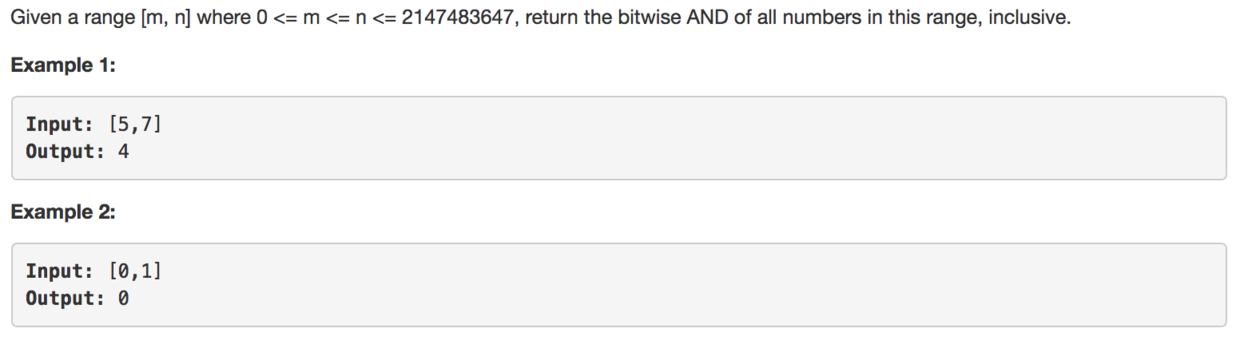 Given a range [m, n] where 0 <= m <= n <= 2147483647, return the bitwise AND of all numbers in this range, inclusive.
Example 1:
Input: [5,7]
Output: 4
Example 2:
Input: [0,1]
Output: 0